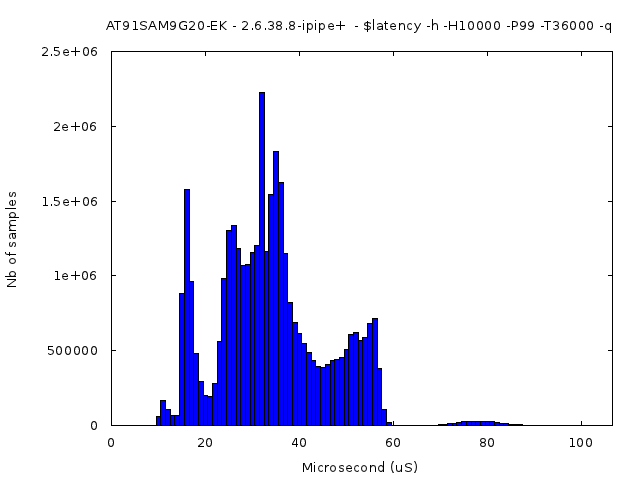 AT91SAM9G20-EK - 2.6.38.8-ipipe+ - $latency -h -H10000 -P99 -T36000 -q
2.5e+06
2e+06
1.5e+06
1e+06
500000
0
Nb of samples
0 20 40 60 80 100
Microsecond (uS)